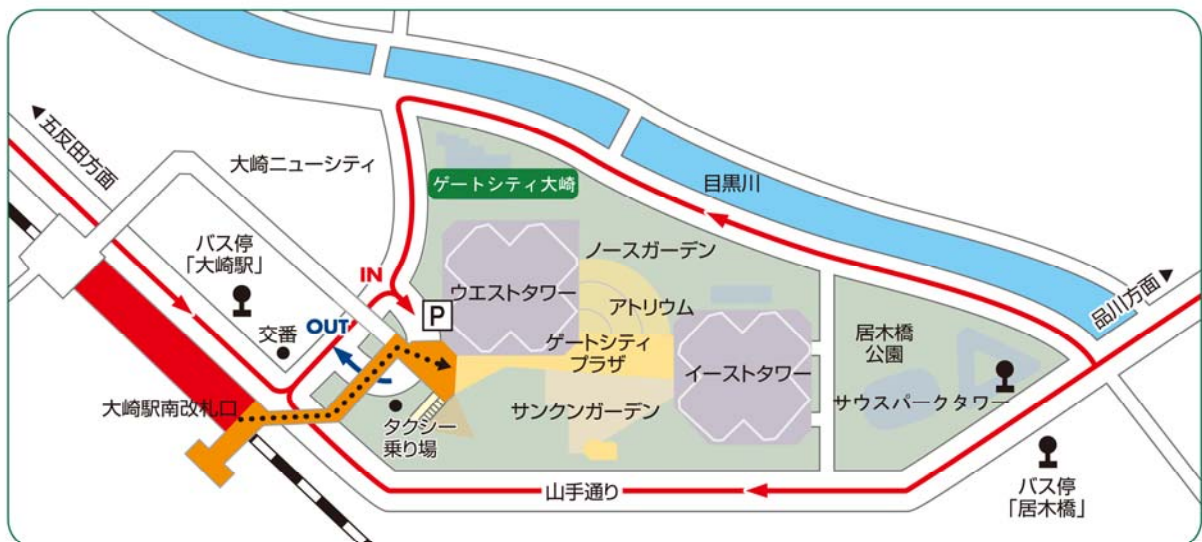 五反田方面
大崎ニューシティ
ゲートシティ大崎
目黒川
バス停
「大崎駅」
IN
ノースガーデン
ウエストタワー
アトリウム
品川方面
P
交番
OUT
ゲートシティ
プラザ
居木橋
公園
イーストタワー
大崎駅南改札口
サンクンガーデン
サウスパークタワー
タクシー
乗り場
山手通り
バス停
「居木橋」